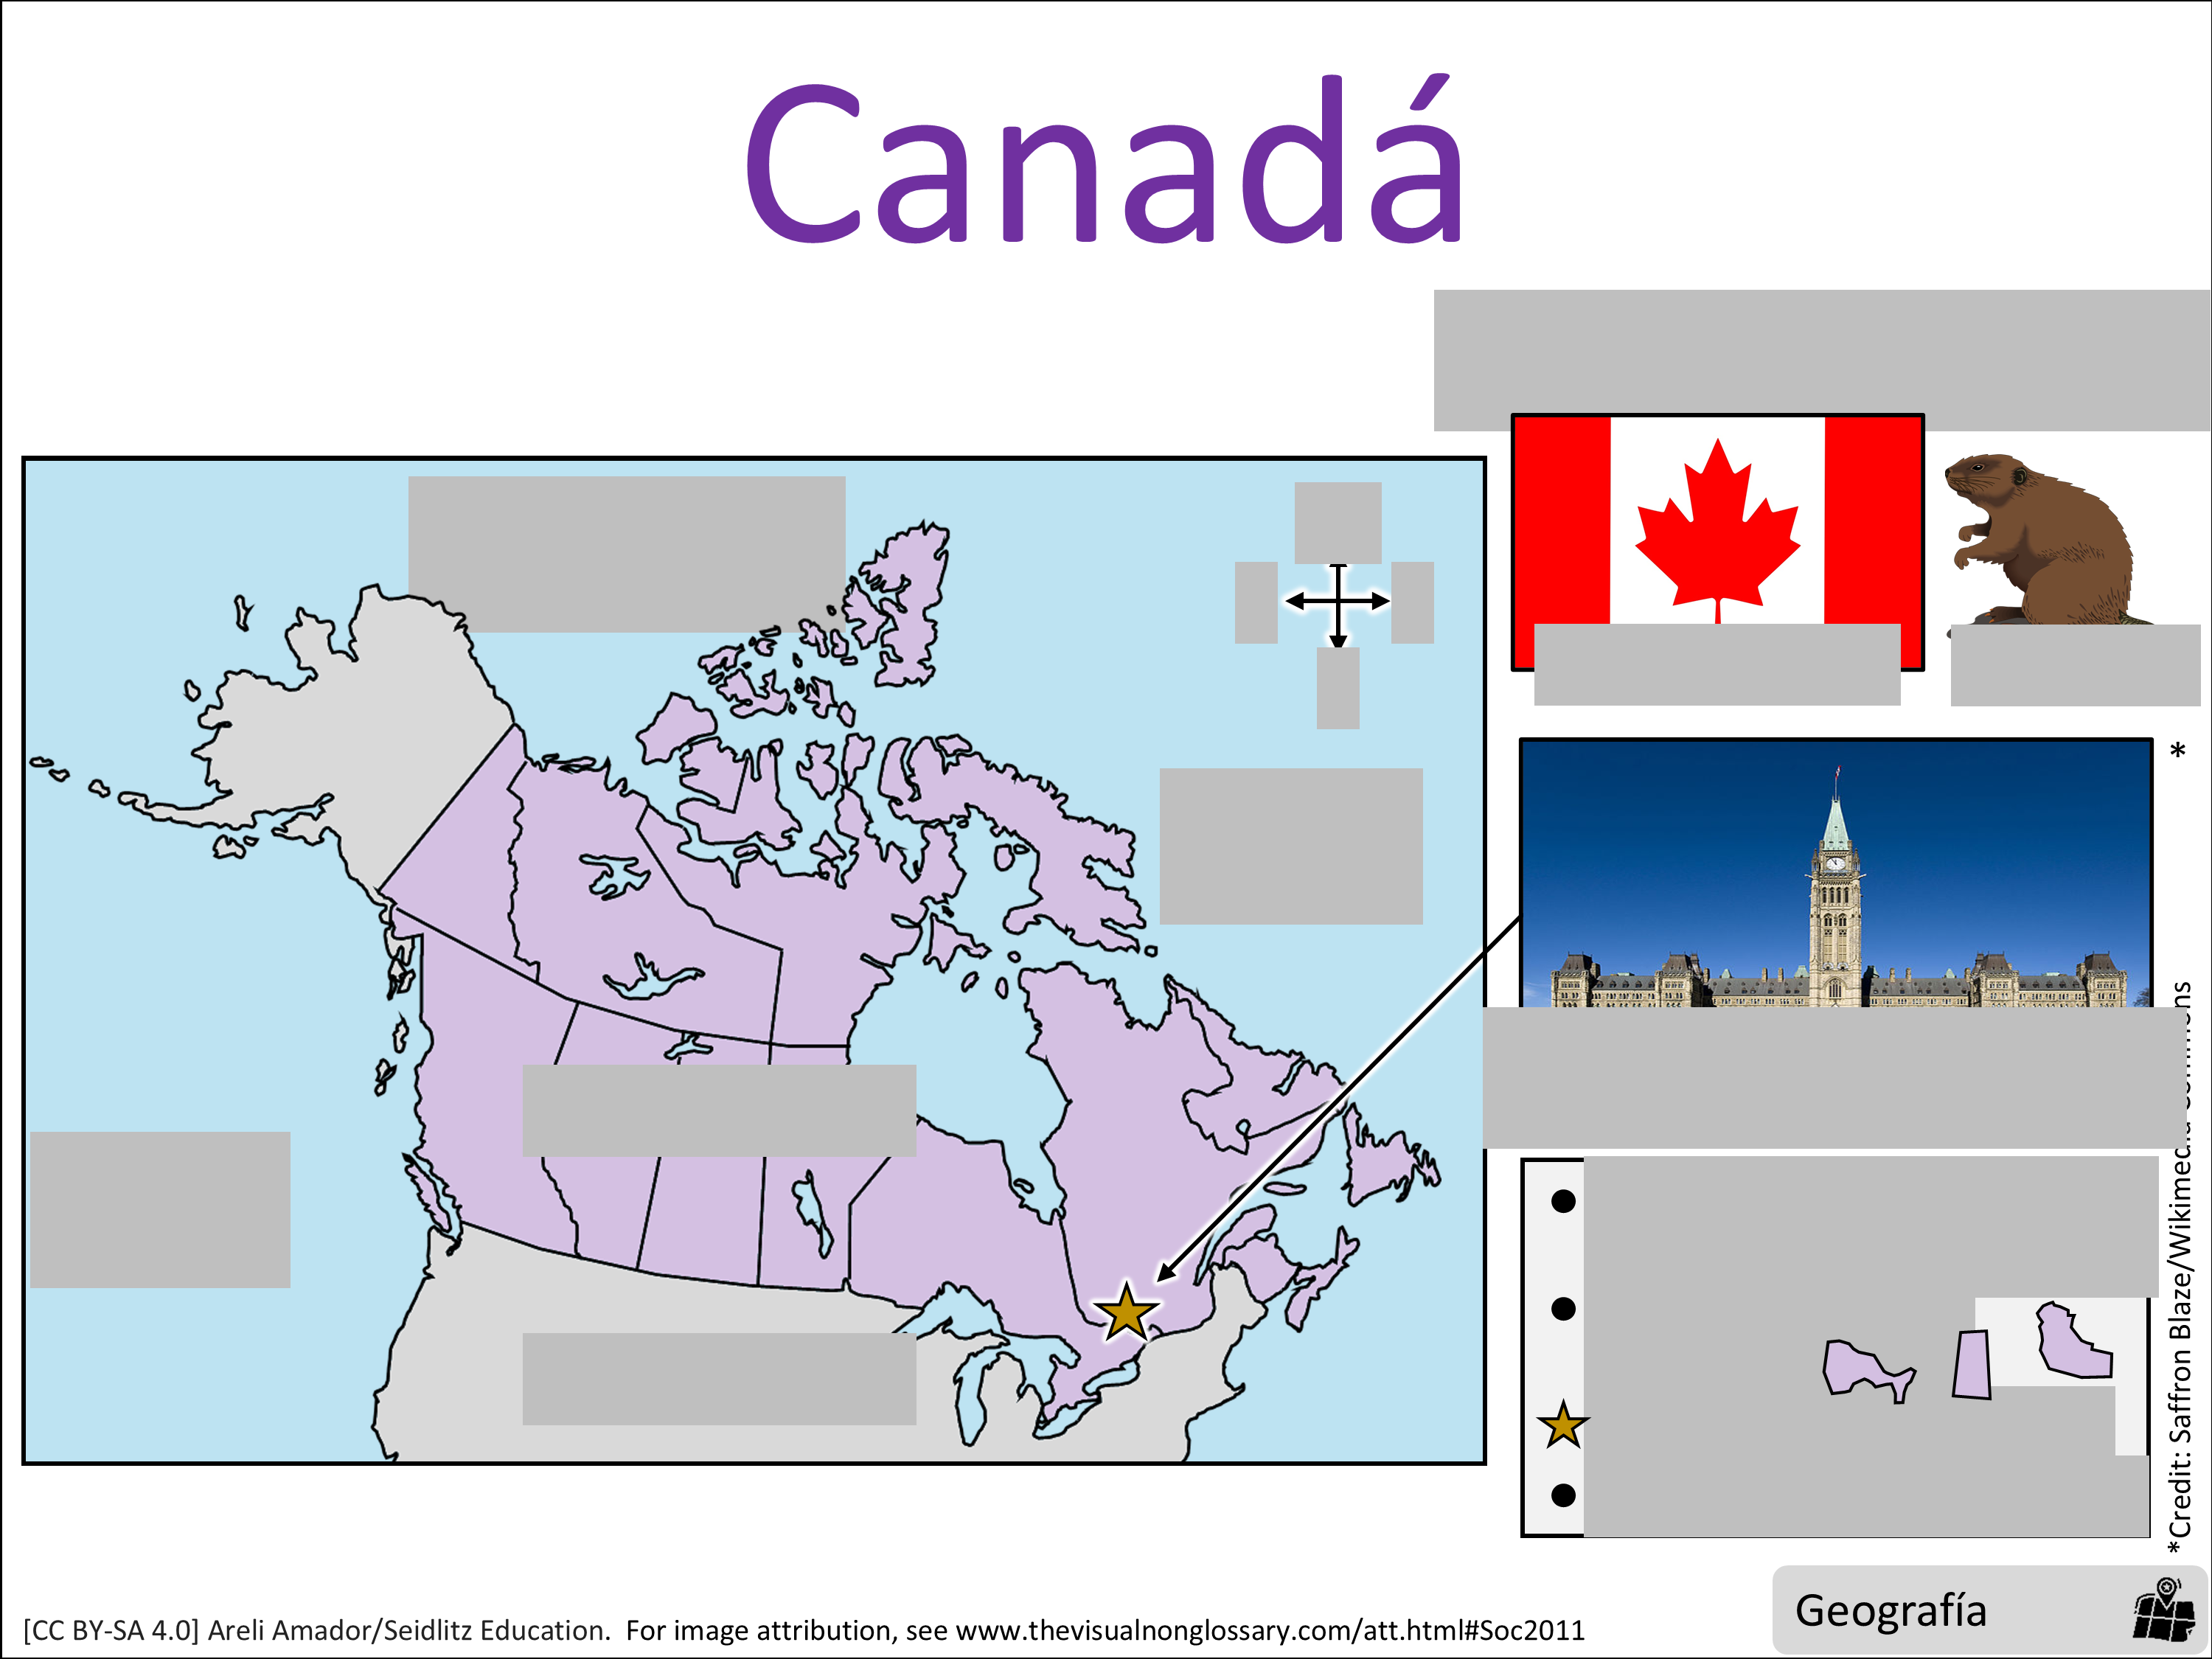 Canadá
*
*Credit: Saffron Blaze/Wikimedia Commons
Geografía
[CC BY-SA 4.0] Areli Amador/Seidlitz Education.  For image attribution, see www.thevisualnonglossary.com/att.html#Soc2011